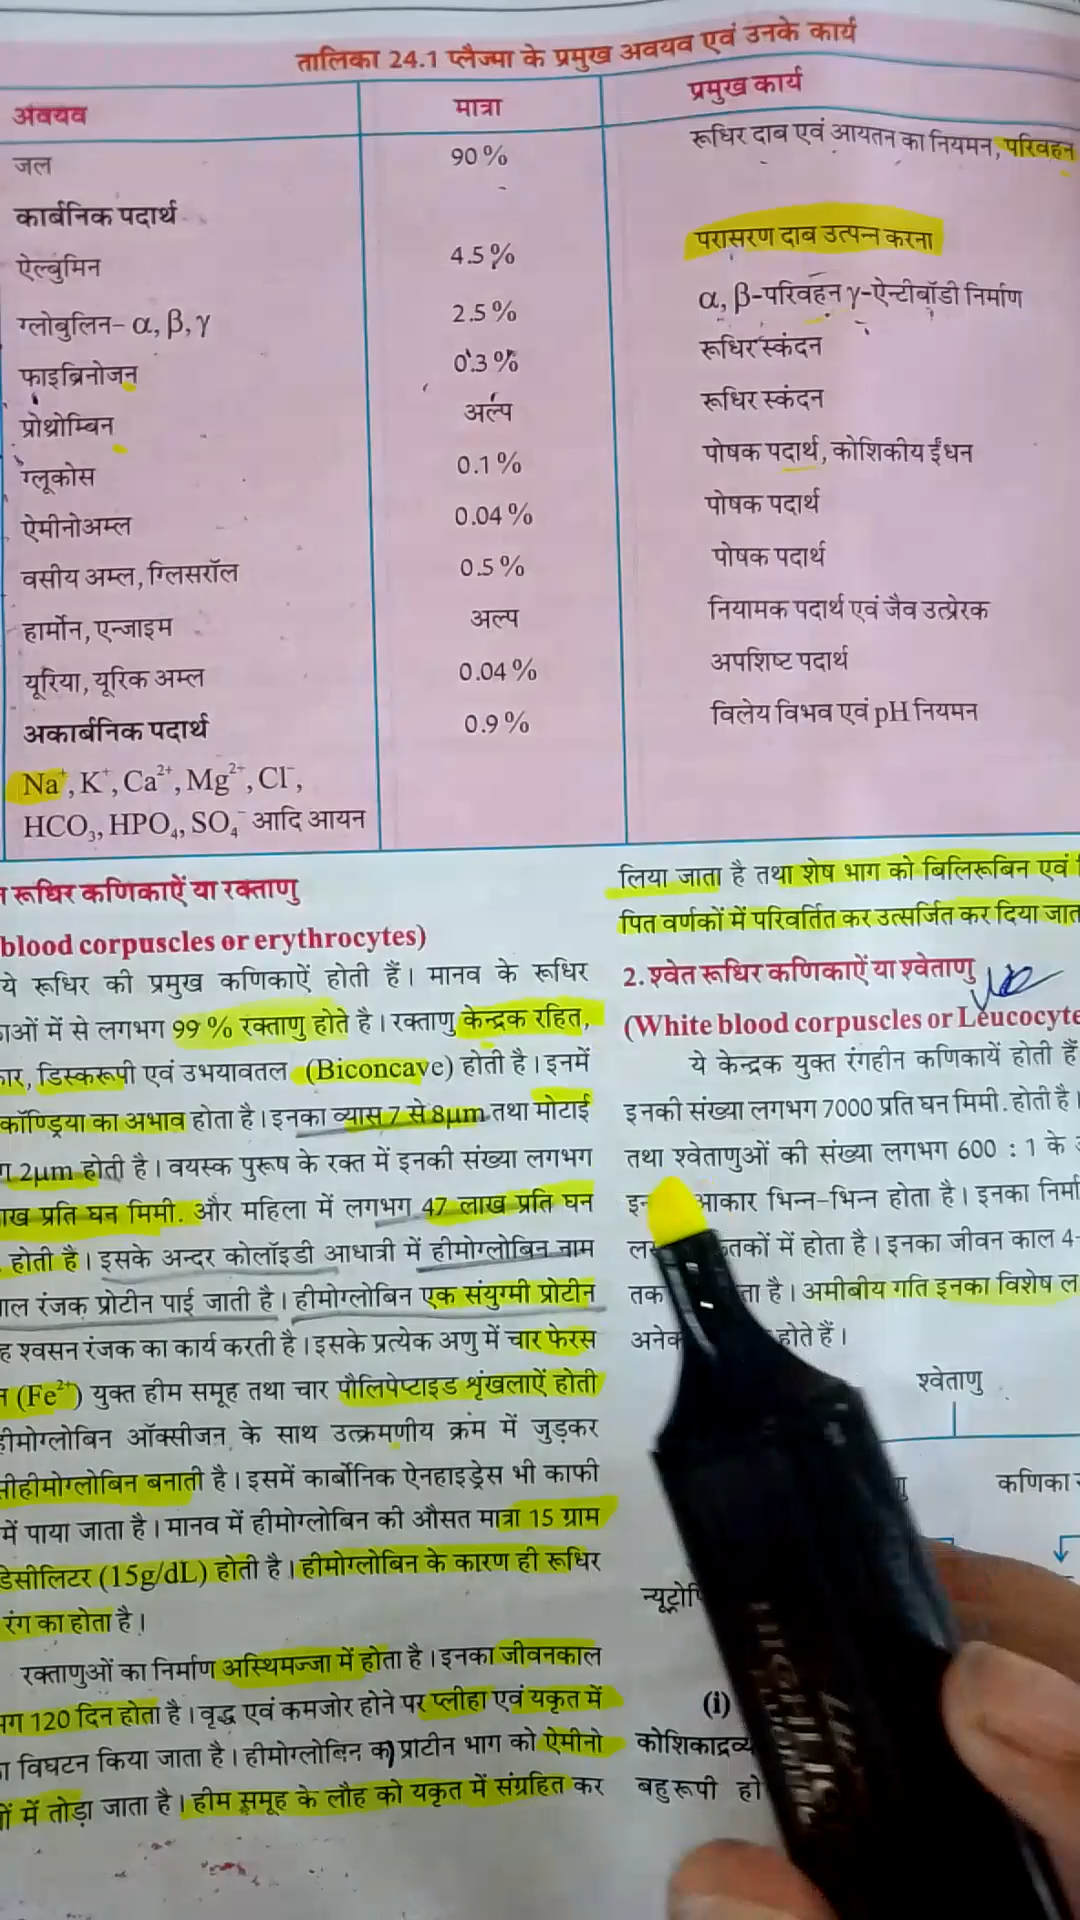 तालिका 24.1 प्लैज्मा के प्रमुख अवयव एवं उनके कार्य
अवयव मात्रा प्रमुख कार्य
जल 90% रूधिर दाब एवं आयतन का नियमन, परिवहन
कार्बनिक पदार्थ
ऐल्बुमिन 4.5% परासरण दाब उत्पन्न करना
ग्लोबुलिन- α, β, γ 2.5% α, β-परिवहन γ-ऐन्टीबॉडी निर्माण
फाइब्रिनोजन 0.3% रूधिर स्कंदन
प्रोथ्रोम्बिन अल्प रूधिर स्कंदन
ग्लूकोस 0.1% पोषक पदार्थ, कोशिकीय ईंधन
ऐमीनोअम्ल 0.04% पोषक पदार्थ
वसीय अम्ल, ग्लिसरॉल 0.5% पोषक पदार्थ
हार्मोन, एन्जाइम अल्प नियामक पदार्थ एवं जैव उत्प्रेरक
यूरिया, यूरिक अम्ल 0.04% अपशिष्ट पदार्थ
अकार्बनिक पदार्थ 0.9% विलेय विभव एवं pH नियमन
Na⁺, K⁺, Ca²⁺, Mg²⁺, Cl⁻,
HCO₃, HPO₄, SO₄⁻ आदि आयन
रूधिर कणिकाऐं या रक्ताणु
blood corpuscles or erythrocytes)
ये रूधिर की प्रमुख कणिकाऐं होती हैं। मानव के रूधिर
में से लगभग 99 % रक्ताणु होते है। रक्ताणु केन्द्रक रहित,
डिस्करूपी एवं उभयावतल (Biconcave) होती है। इनमें
का अभाव होता है। इनका व्यास 7 से 8μm तथा मोटाई
2μm होती है। वयस्क पुरूष के रक्त में इनकी संख्या लगभग
प्रति घन मिमी. और महिला में लगभग 47 लाख प्रति घन
होती है। इसके अन्दर कोलॉइडी आधात्री में हीमोग्लोबिन नाम
रंजक प्रोटीन पाई जाती है। हीमोग्लोबिन एक संयुग्मी प्रोटीन
श्वसन रंजक का कार्य करती है। इसके प्रत्येक अणु में चार फेरस
(Fe²⁺) युक्त हीम समूह तथा चार पौलिपेप्टाइड शृंखलाऐं होती
हीमोग्लोबिन ऑक्सीजन के साथ उत्क्रमणीय क्रम में जुड़कर
बनाती है। इसमें कार्बोनिक ऐनहाइड्रेस भी काफी
में पाया जाता है। मानव में हीमोग्लोबिन की औसत मात्रा 15 ग्राम
डेसीलिटर (15g/dL) होती है। हीमोग्लोबिन के कारण ही रूधिर
रंग का होता है।
रक्ताणुओं का निर्माण अस्थिमज्जा में होता है। इनका जीवनकाल
120 दिन होता है। वृद्ध एवं कमजोर होने पर प्लीहा एवं यकृत में
विघटन किया जाता है। हीमोग्लोबिन के प्रोटीन भाग को ऐमीनो
में तोड़ा जाता है। हीम समूह के लौह को यकृत में संग्रहित कर
लिया जाता है तथा शेष भाग को बिलिरूबिन एवं
पित वर्णकों में परिवर्तित कर उत्सर्जित कर दिया जात
2. श्वेत रूधिर कणिकाऐं या श्वेताणु
(White blood corpuscles or Leucocyte
ये केन्द्रक युक्त रंगहीन कणिकायें होती हैं
इनकी संख्या लगभग 7000 प्रति घन मिमी. होती है।
तथा श्वेताणुओं की संख्या लगभग 600 : 1 के
आकार भिन्न-भिन्न होता है। इनका निर्मा
में होता है। इनका जीवन काल 4-
तक है। अमीबीय गति इनका विशेष ल
अनेक होते हैं।
श्वेताणु
कणिका
न्यूट्रोफि
(i)
कोशिकाद्रव्य
बहुरूपी हो